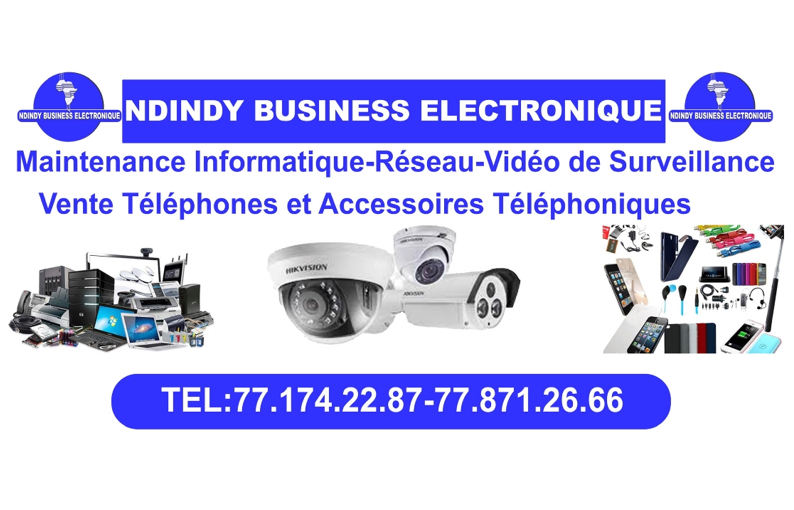 NDINDY BUSINESS ELECTRONIQUE
NDINDY BUSINESS ELECTRONIQUE
NDINDY BUSINESS ELECTRONIQUE
Maintenance Informatique-Réseau-Vidéo de Surveillance
Vente Téléphones et Accessoires Téléphoniques
HIKVISION
HIKVISION
HIKVISION
TEL:77.174.22.87-77.871.26.66